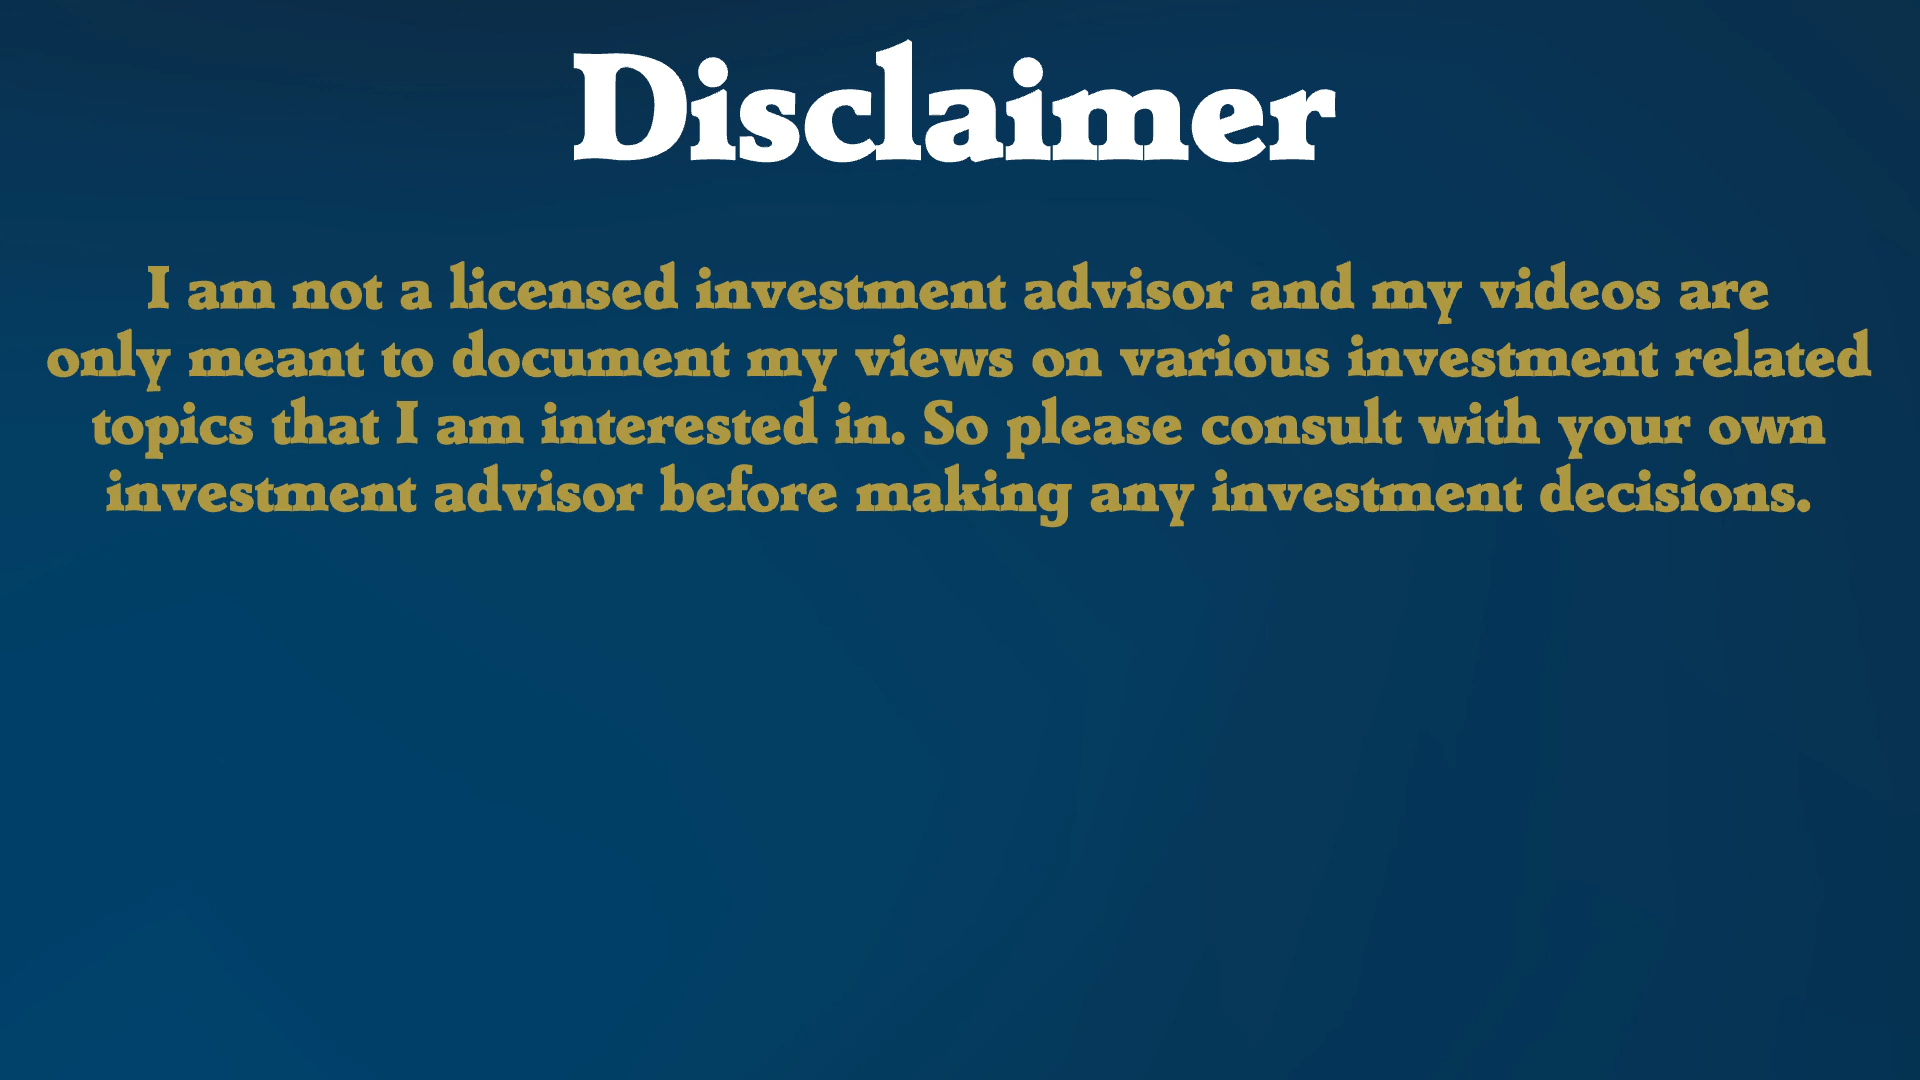 Disclaimer
I am not a licensed investment advisor and my videos are
only meant to document my views on various investment related
topics that I am interested in. So please consult with your own
investment advisor before making any investment decisions.